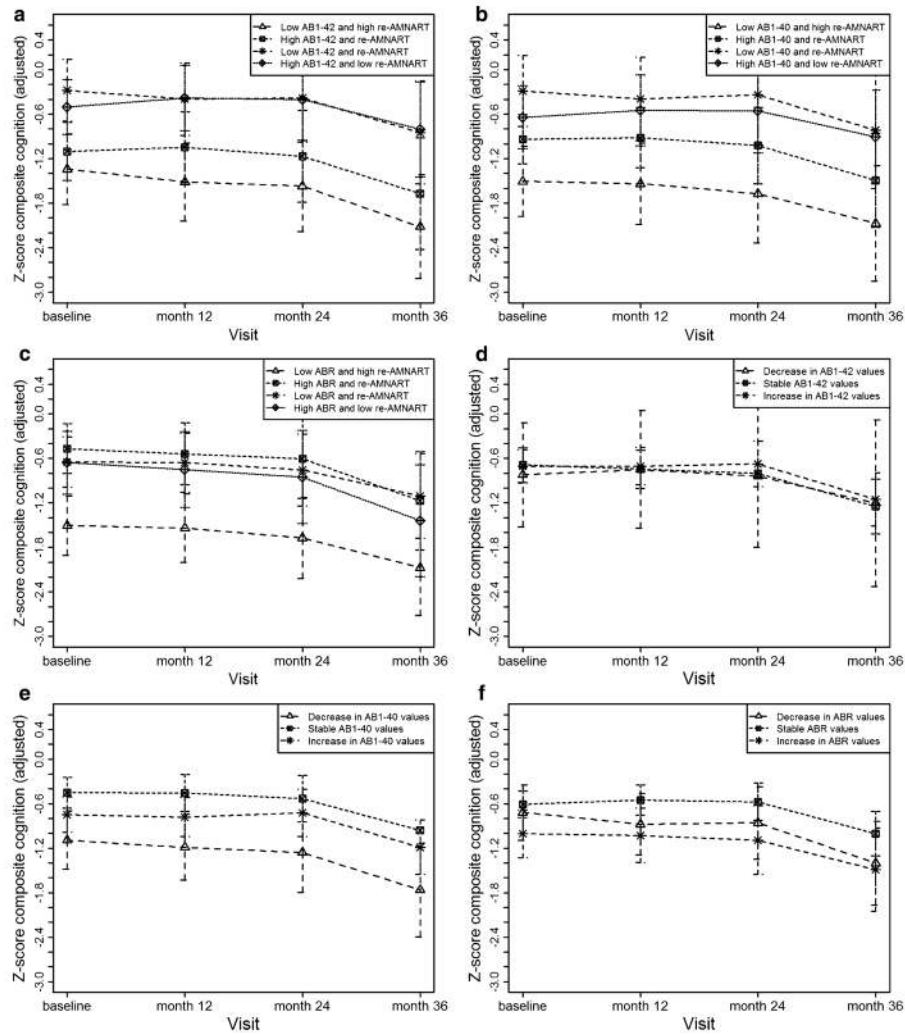 a
Z-score composite cognition (adjusted)
0.4
0.0
-0.6
-1.2
-1.8
-2.4
-3.0
Low AB1-42 and high re-AMNART
High AB1-42 and re-AMNART
Low AB1-42 and re-AMNART
High AB1-42 and low re-AMNART
baseline month 12 month 24 month 36
Visit
b
Z-score composite cognition (adjusted)
0.4
0.0
-0.6
-1.2
-1.8
-2.4
-3.0
Low AB1-40 and high re-AMNART
High AB1-40 and re-AMNART
Low AB1-40 and re-AMNART
High AB1-40 and low re-AMNART
baseline month 12 month 24 month 36
Visit
c
Z-score composite cognition (adjusted)
0.4
0.0
-0.6
-1.2
-1.8
-2.4
-3.0
Low ABR and high re-AMNART
High ABR and re-AMNART
Low ABR and re-AMNART
High ABR and low re-AMNART
baseline month 12 month 24 month 36
Visit
d
Z-score composite cognition (adjusted)
0.4
0.0
-0.6
-1.2
-1.8
-2.4
-3.0
Decrease in AB1-42 values
Stable AB1-42 values
Increase in AB1-42 values
baseline month 12 month 24 month 36
Visit
e
Z-score composite cognition (adjusted)
0.4
0.0
-0.6
-1.2
-1.8
-2.4
-3.0
Decrease in AB1-40 values
Stable AB1-40 values
Increase in AB1-40 values
baseline month 12 month 24 month 36
Visit
f
Z-score composite cognition (adjusted)
0.4
0.0
-0.6
-1.2
-1.8
-2.4
-3.0
Decrease in ABR values
Stable ABR values
Increase in ABR values
baseline month 12 month 24 month 36
Visit